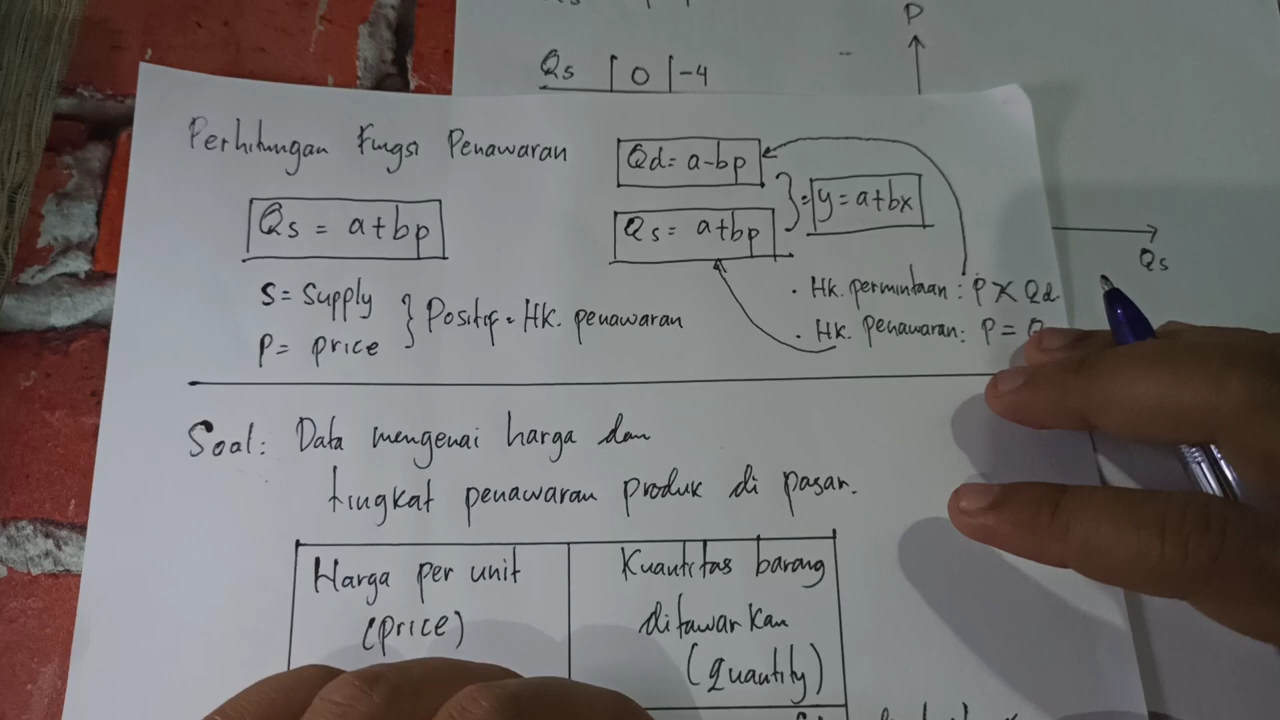 P
Qs | 0 | -4
Qs
Perhitungan Fungsi Penawaran
Qs = a+bp
S = Supply
P = price
} Positif = Hk. penawaran
Qd = a-bp
Qs = a+bp
} = y = a+bx
. Hk. permintaan : P X Qd
. Hk. penawaran : P = Q
Soal : Data mengenai harga dan
tingkat penawaran produk di pasar.
Harga per unit
(price)
Kuantitas barang
ditawarkan
(quantity)